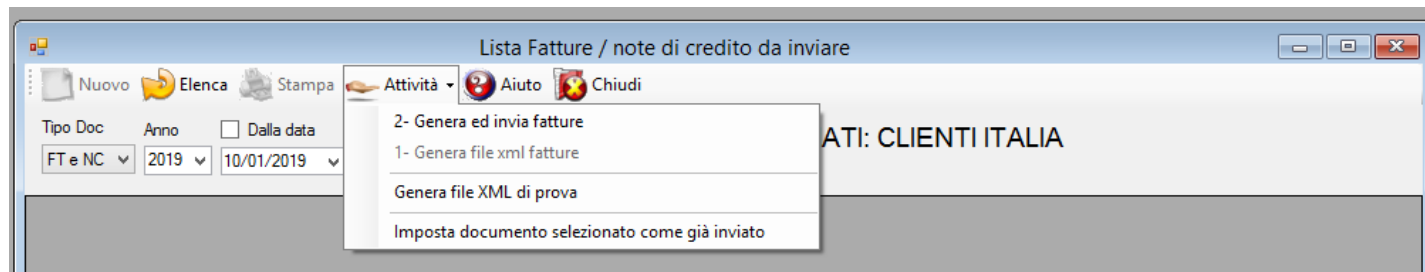 Lista Fatture / note di credito da inviare
Nuovo Elenca Stampa Attività Aiuto Chiudi
Tipo Doc Anno Dalla data
FT e NC 2019 10/01/2019
ATI: CLIENTI ITALIA
2- Genera ed invia fatture
1- Genera file xml fatture
Genera file XML di prova
Imposta documento selezionato come già inviato